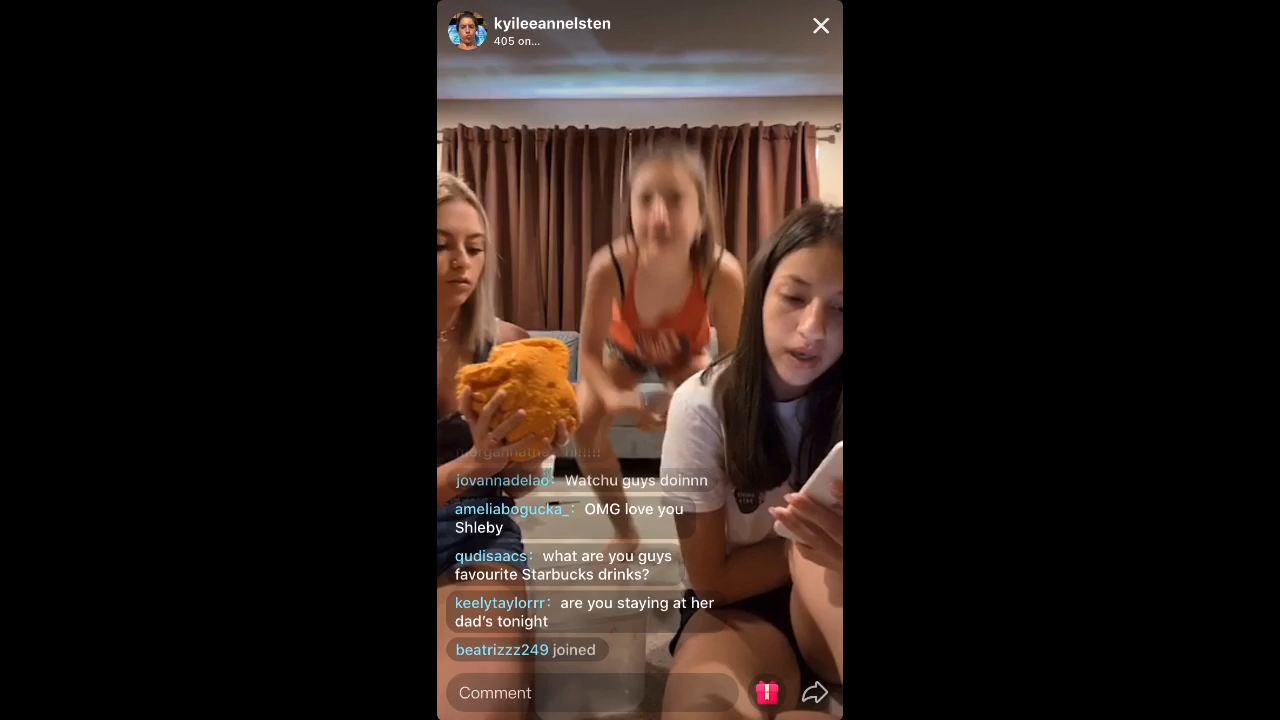 kyileeannelsten
405 on...
hi!!!!!
jovannadelao: Watchu guys doinnn
ameliabogucka_: OMG love you
Shleby
qudisaacs: what are you guys
favourite Starbucks drinks?
keelytaylorrr: are you staying at her
dad's tonight
beatrizzz249 joined
Comment